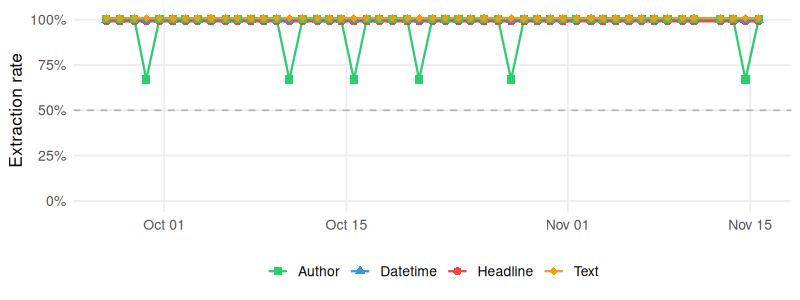 100%
75%
50%
25%
0%
Extraction rate
Oct 01 Oct 15 Nov 01 Nov 15
Author Datetime Headline Text